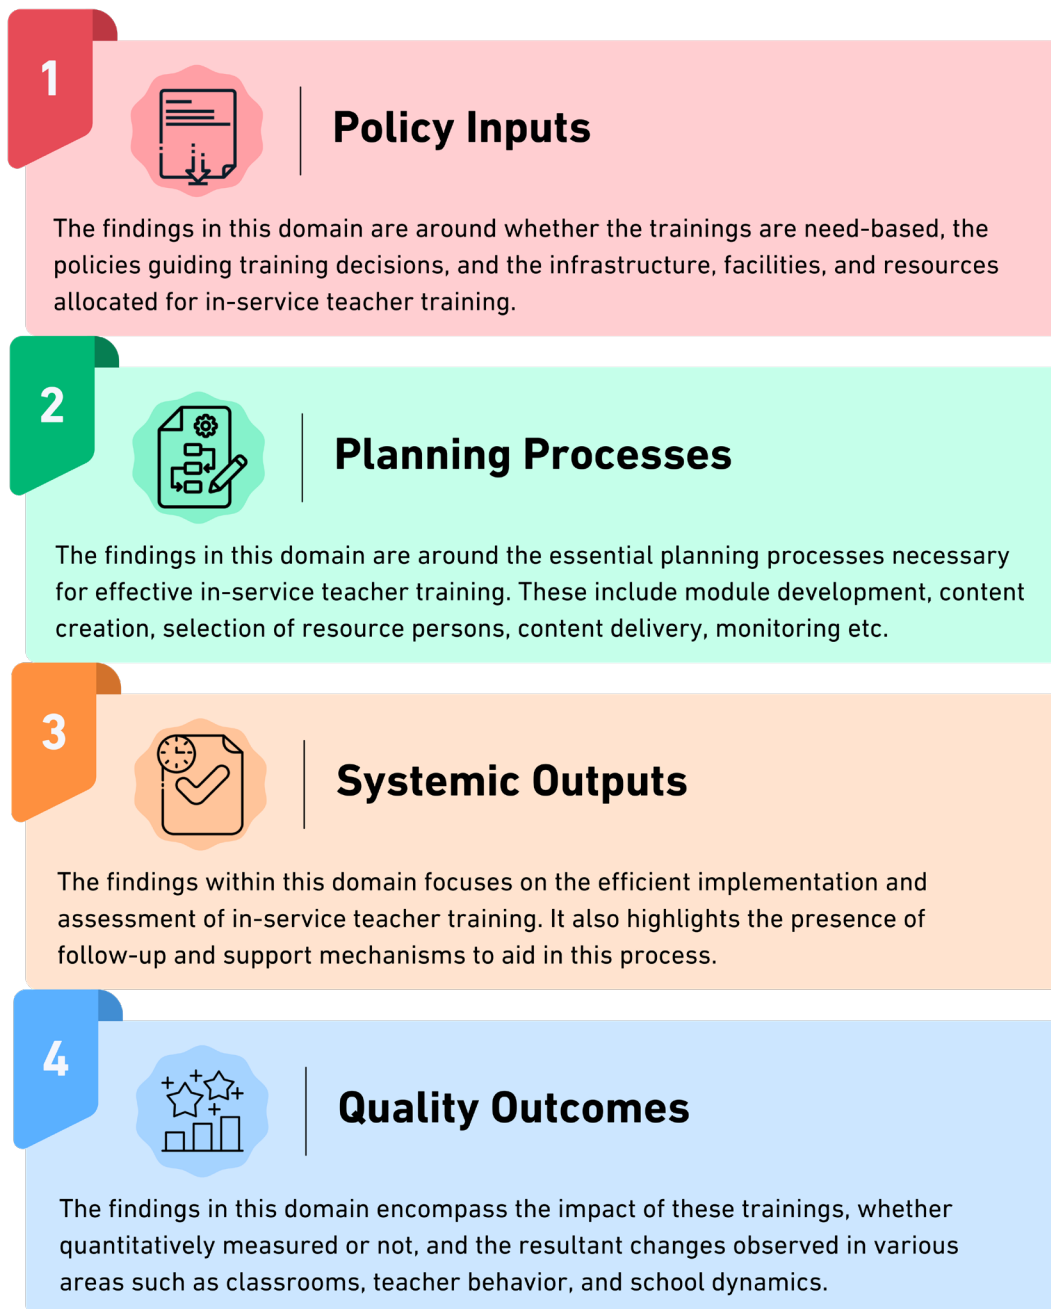 1
Policy Inputs
The findings in this domain are around whether the trainings are need-based, the
policies guiding training decisions, and the infrastructure, facilities, and resources
allocated for in-service teacher training.
2
Planning Processes
The findings in this domain are around the essential planning processes necessary
for effective in-service teacher training. These include module development, content
creation, selection of resource persons, content delivery, monitoring etc.
3
Systemic Outputs
The findings within this domain focuses on the efficient implementation and
assessment of in-service teacher training. It also highlights the presence of
follow-up and support mechanisms to aid in this process.
4
Quality Outcomes
The findings in this domain encompass the impact of these trainings, whether
quantitatively measured or not, and the resultant changes observed in various
areas such as classrooms, teacher behavior, and school dynamics.